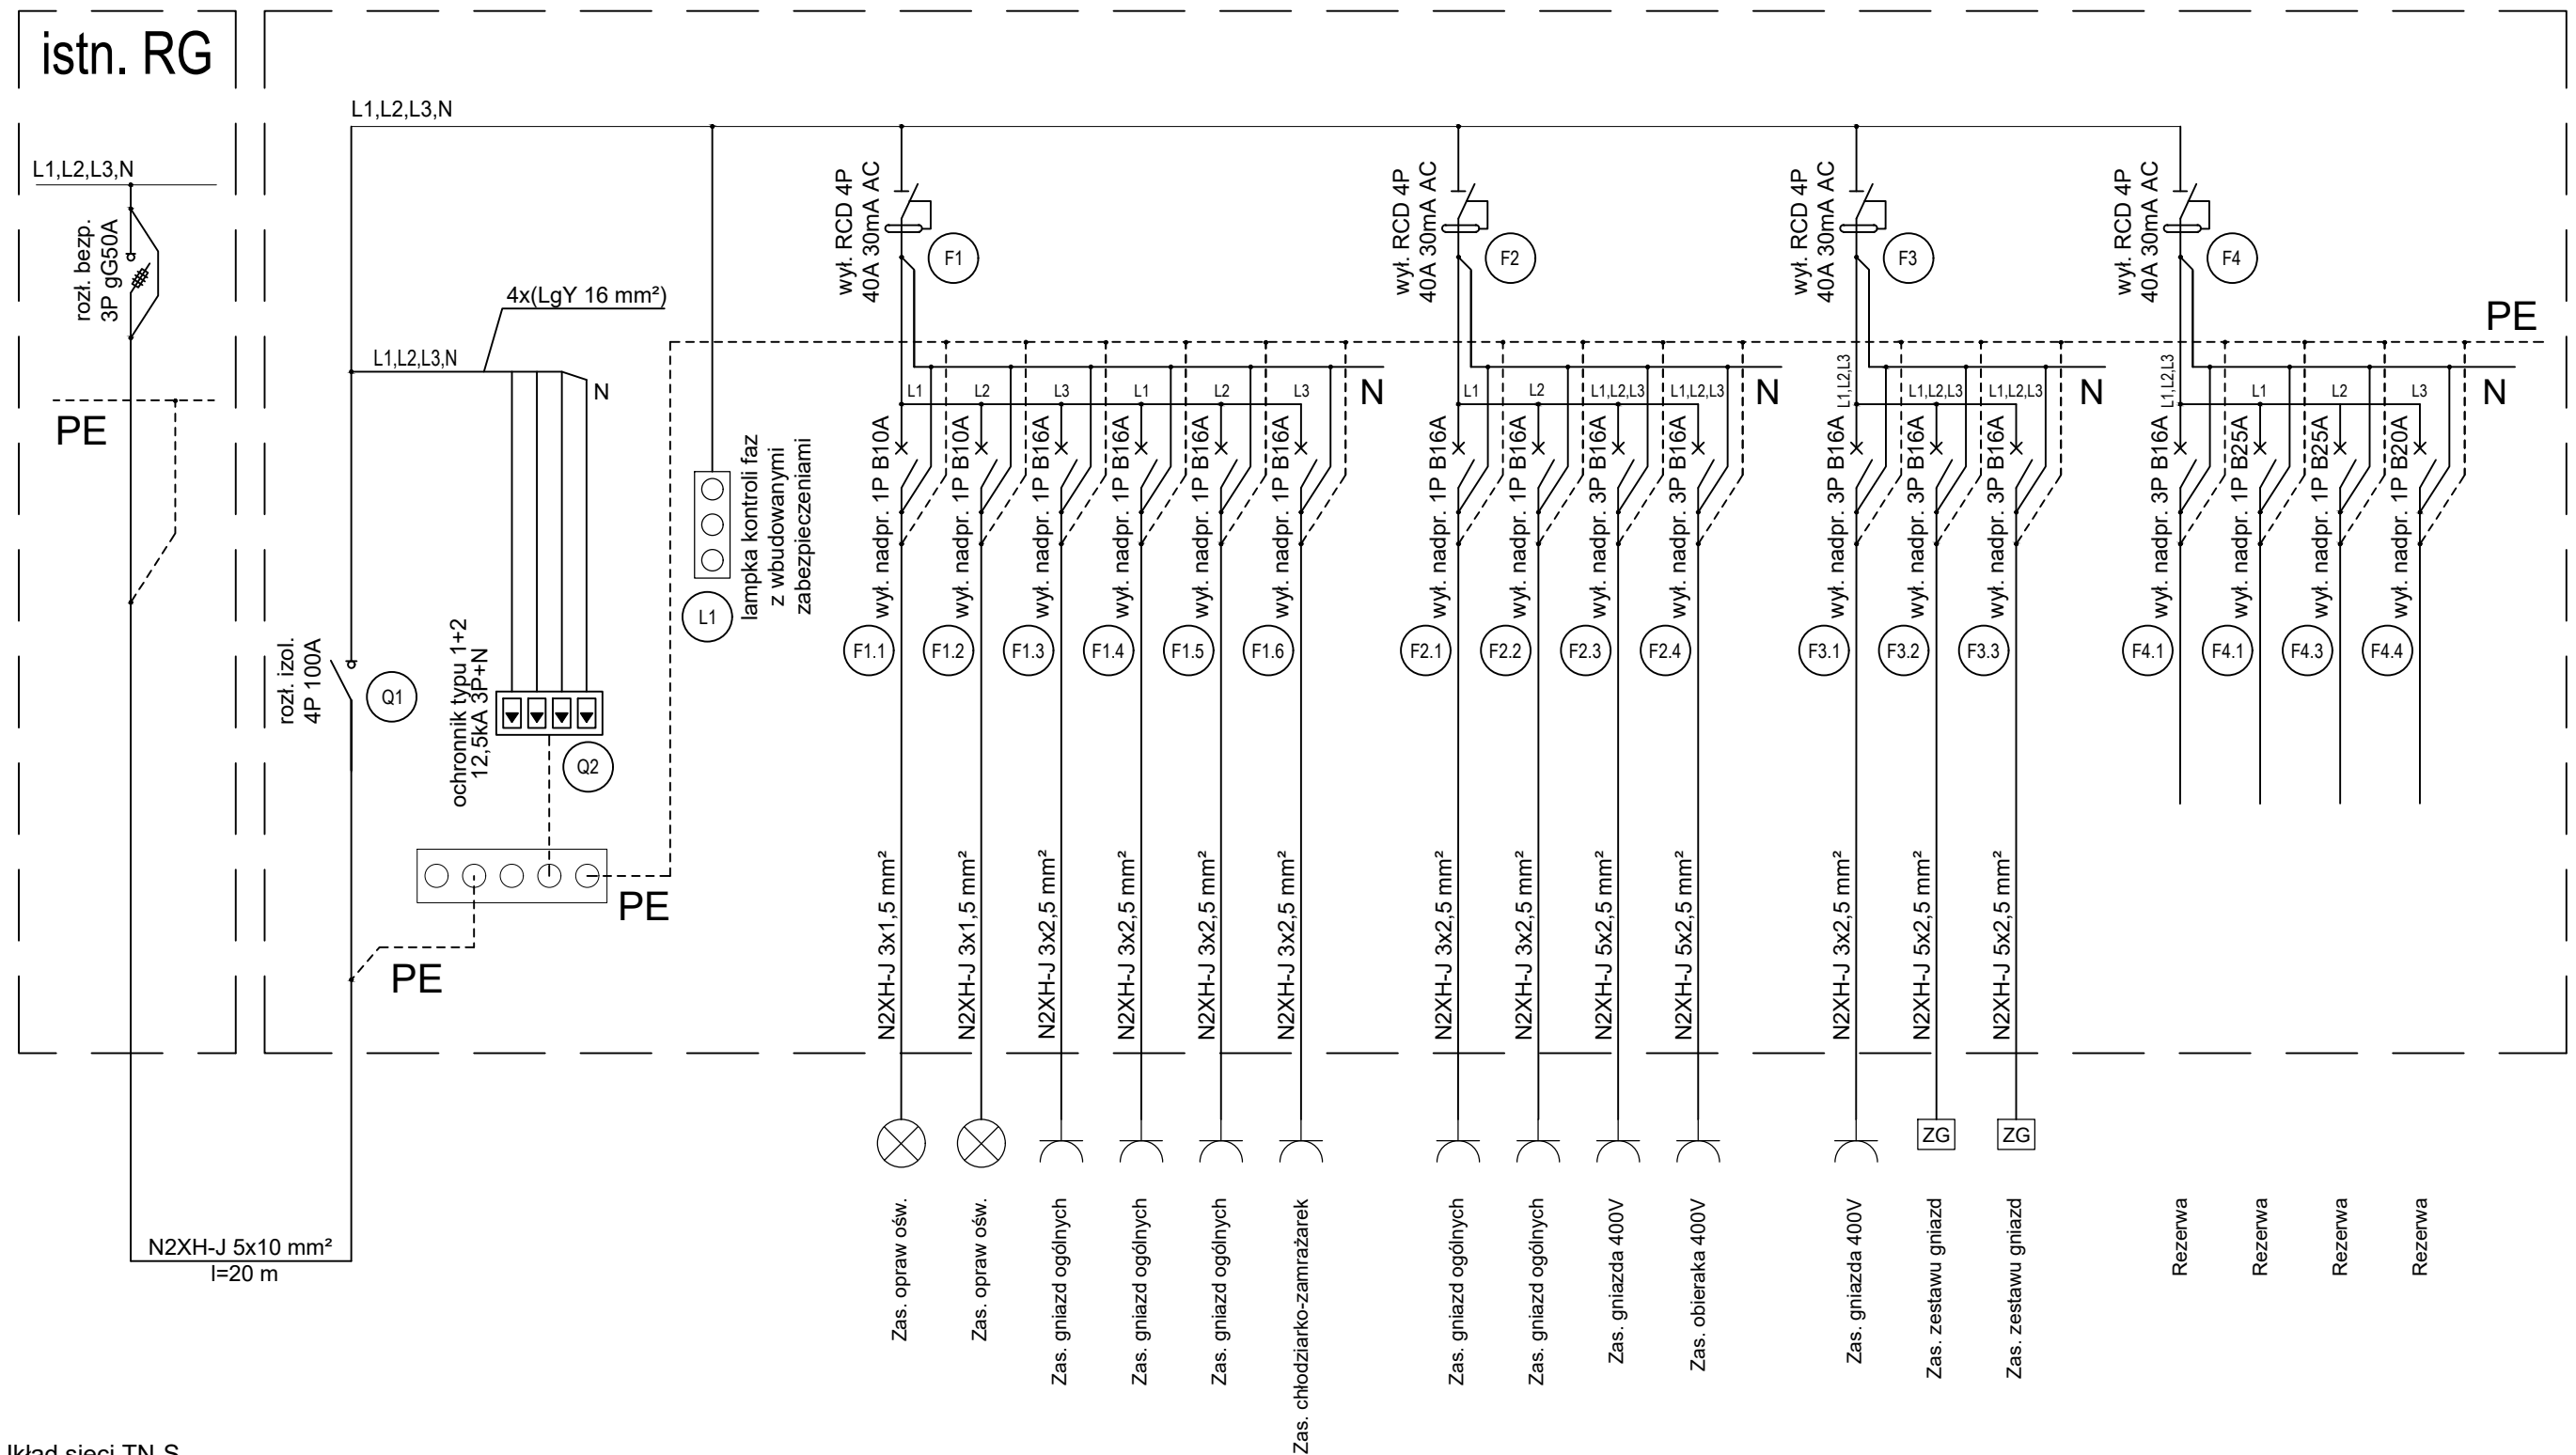 istn. RG
L1,L2,L3,N
rozł. bezp.
3P gG50A
PE
L1,L2,L3,N
4x(LgY 16 mm²)
L1,L2,L3,N
N
rozł. izol.
4P 100A
Q1
ochronnik typu 1+2
12,5kA 3P+N
Q2
PE
PE
N2XH-J 5x10 mm²
l=20 m
L1
lampka kontroli faz
z wbudowanymi
zabezpieczeniami
wył. RCD 4P
40A 30mA AC
F1
wył. RCD 4P
40A 30mA AC
F2
wył. RCD 4P
40A 30mA AC
F3
wył. RCD 4P
40A 30mA AC
F4
PE
L1
L2
L3
L1
L2
L3
N
L1
L2
L1,L2,L3
L1,L2,L3
N
L1,L2,L3
L1,L2,L3
L1,L2,L3
N
L1,L2,L3
L1
L2
L3
N
wył. nadpr. 1P B10A
wył. nadpr. 1P B10A
wył. nadpr. 1P B16A
wył. nadpr. 1P B16A
wył. nadpr. 1P B16A
wył. nadpr. 1P B16A
wył. nadpr. 1P B16A
wył. nadpr. 1P B16A
wył. nadpr. 3P B16A
wył. nadpr. 3P B16A
wył. nadpr. 3P B16A
wył. nadpr. 3P B16A
wył. nadpr. 3P B16A
wył. nadpr. 3P B16A
wył. nadpr. 1P B25A
wył. nadpr. 1P B25A
wył. nadpr. 1P B20A
F1.1
F1.2
F1.3
F1.4
F1.5
F1.6
F2.1
F2.2
F2.3
F2.4
F3.1
F3.2
F3.3
F4.1
F4.1
F4.3
F4.4
N2XH-J 3x1,5 mm²
N2XH-J 3x1,5 mm²
N2XH-J 3x2,5 mm²
N2XH-J 3x2,5 mm²
N2XH-J 3x2,5 mm²
N2XH-J 3x2,5 mm²
N2XH-J 3x2,5 mm²
N2XH-J 3x2,5 mm²
N2XH-J 5x2,5 mm²
N2XH-J 5x2,5 mm²
N2XH-J 3x2,5 mm²
N2XH-J 5x2,5 mm²
N2XH-J 5x2,5 mm²
ZG
ZG
Zas. opraw ośw.
Zas. opraw ośw.
Zas. gniazd ogólnych
Zas. gniazd ogólnych
Zas. gniazd ogólnych
Zas. chłodziarko-zamrażarek
Zas. gniazd ogólnych
Zas. gniazd ogólnych
Zas. gniazda 400V
Zas. obieraka 400V
Zas. gniazda 400V
Zas. zestawu gniazd
Zas. zestawu gniazd
Rezerwa
Rezerwa
Rezerwa
Rezerwa
sieci TN-S